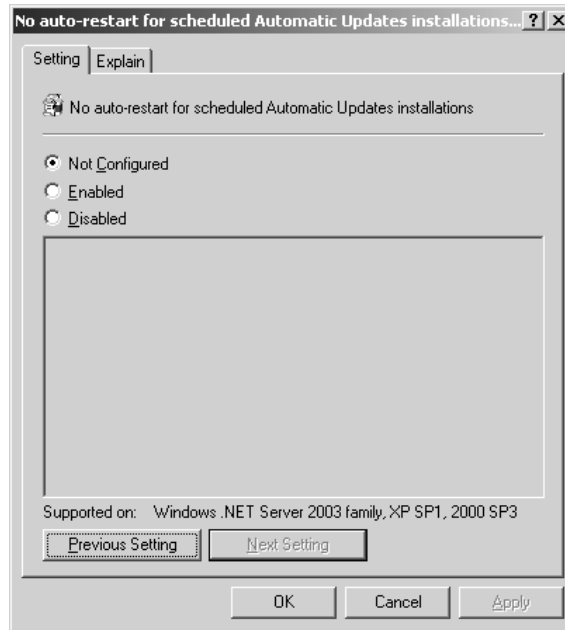 No auto-restart for scheduled Automatic Updates installations... ? X
Setting Explain
No auto-restart for scheduled Automatic Updates installations
Not Configured
Enabled
Disabled
Supported on: Windows .NET Server 2003 family, XP SP1, 2000 SP3
Previous Setting Next Setting
OK Cancel Apply